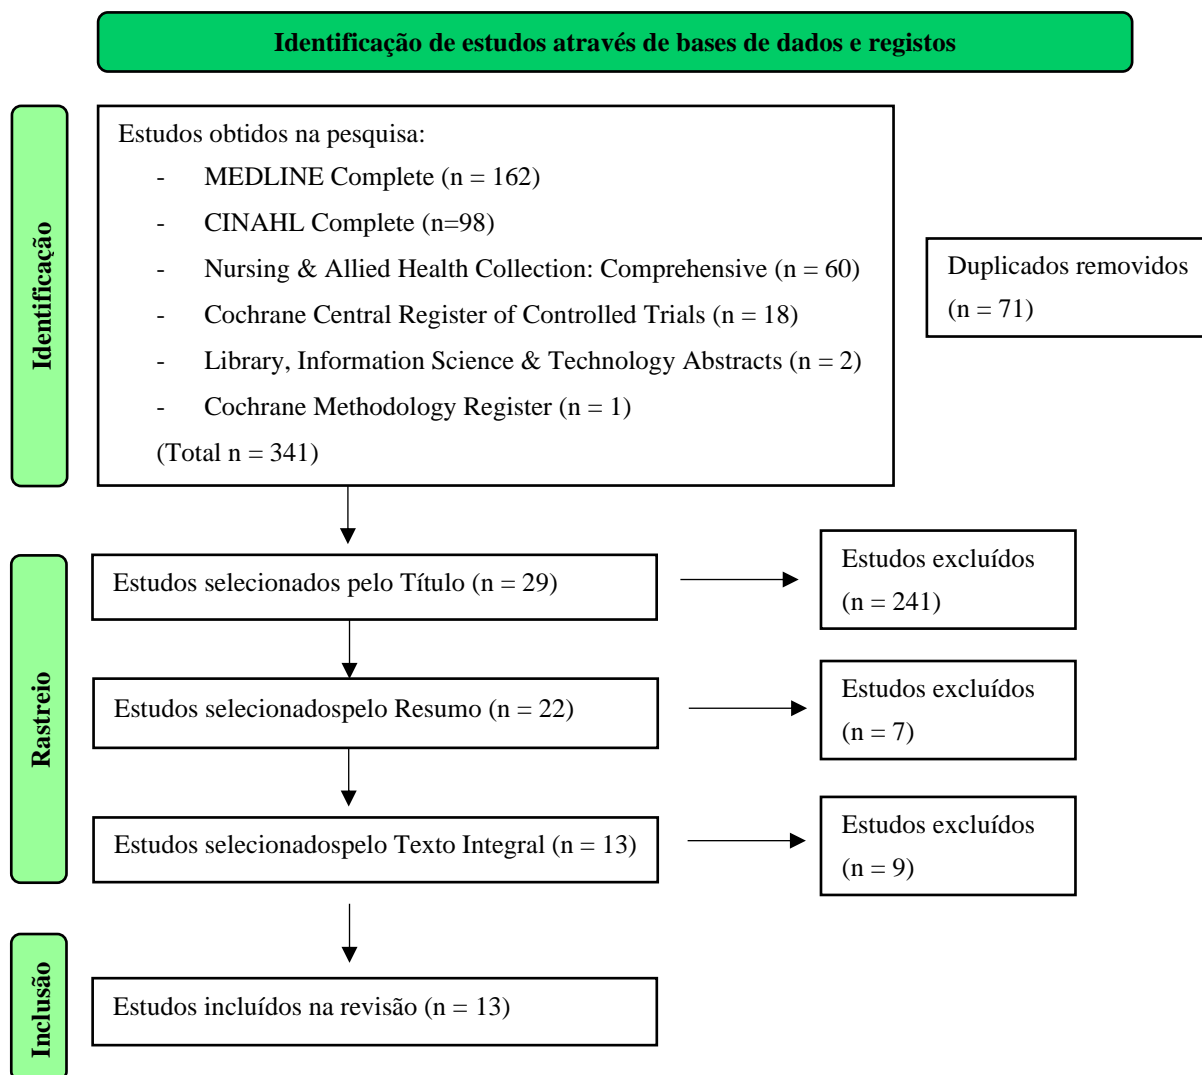 Identificação de estudos através de bases de dados e registos
Identificação
Estudos obtidos na pesquisa:
- MEDLINE Complete (n = 162)
- CINAHL Complete (n=98)
- Nursing & Allied Health Collection: Comprehensive (n = 60)
- Cochrane Central Register of Controlled Trials (n = 18)
- Library, Information Science & Technology Abstracts (n = 2)
- Cochrane Methodology Register (n = 1)
(Total n = 341)
Duplicados removidos
(n = 71)
Rastreio
Estudos selecionados pelo Título (n = 29)
Estudos excluídos
(n = 241)
Estudos selecionadospelo Resumo (n = 22)
Estudos excluídos
(n = 7)
Estudos selecionadospelo Texto Integral (n = 13)
Estudos excluídos
(n = 9)
Inclusão
Estudos incluídos na revisão (n = 13)